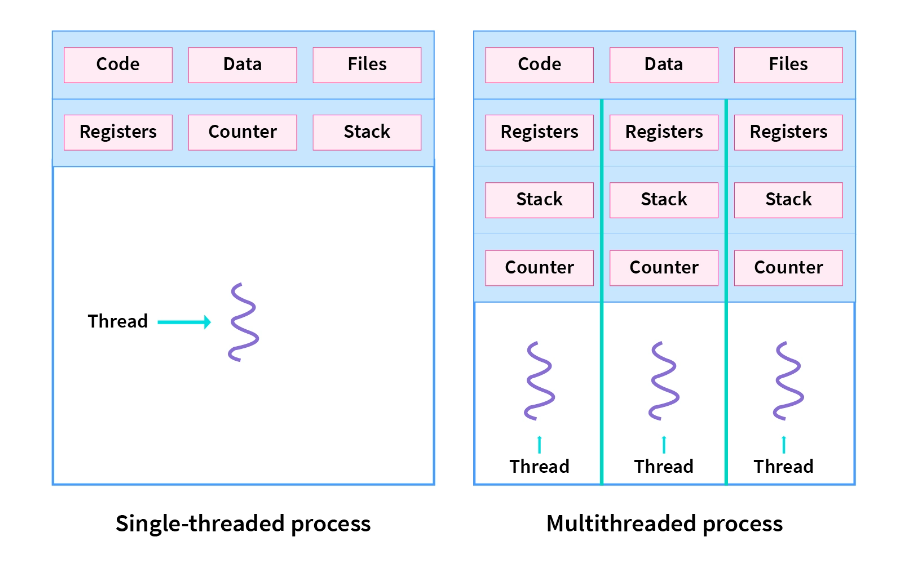 Code Data Files
Registers Counter Stack
Thread
Single-threaded process
Code Data Files
Registers Registers Registers
Stack Stack Stack
Counter Counter Counter
Thread Thread Thread
Multithreaded process